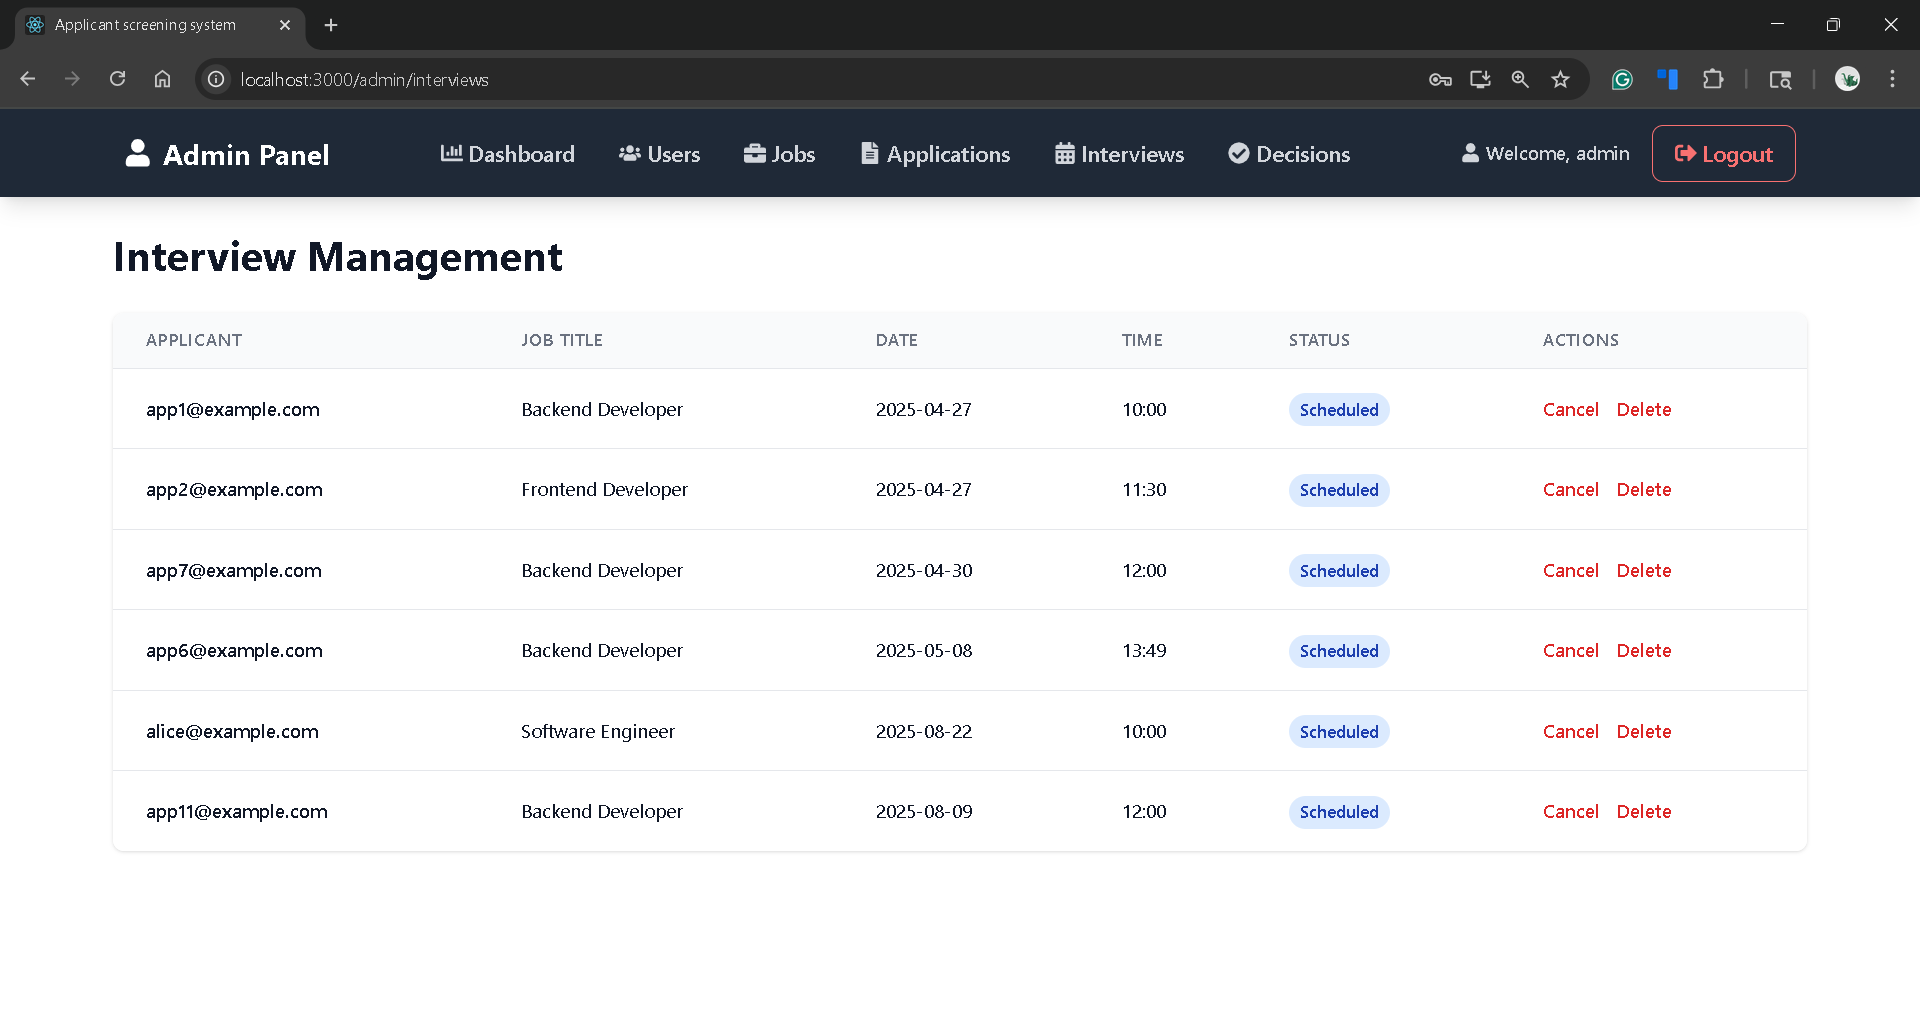 Applicant screening system
localhost:3000/admin/interviews
Admin Panel Dashboard Users Jobs Applications Interviews Decisions Welcome, admin Logout
Interview Management
APPLICANT JOB TITLE DATE TIME STATUS ACTIONS
app1@example.com Backend Developer 2025-04-27 10:00 Scheduled Cancel Delete
app2@example.com Frontend Developer 2025-04-27 11:30 Scheduled Cancel Delete
app7@example.com Backend Developer 2025-04-30 12:00 Scheduled Cancel Delete
app6@example.com Backend Developer 2025-05-08 13:49 Scheduled Cancel Delete
alice@example.com Software Engineer 2025-08-22 10:00 Scheduled Cancel Delete
app11@example.com Backend Developer 2025-08-09 12:00 Scheduled Cancel Delete